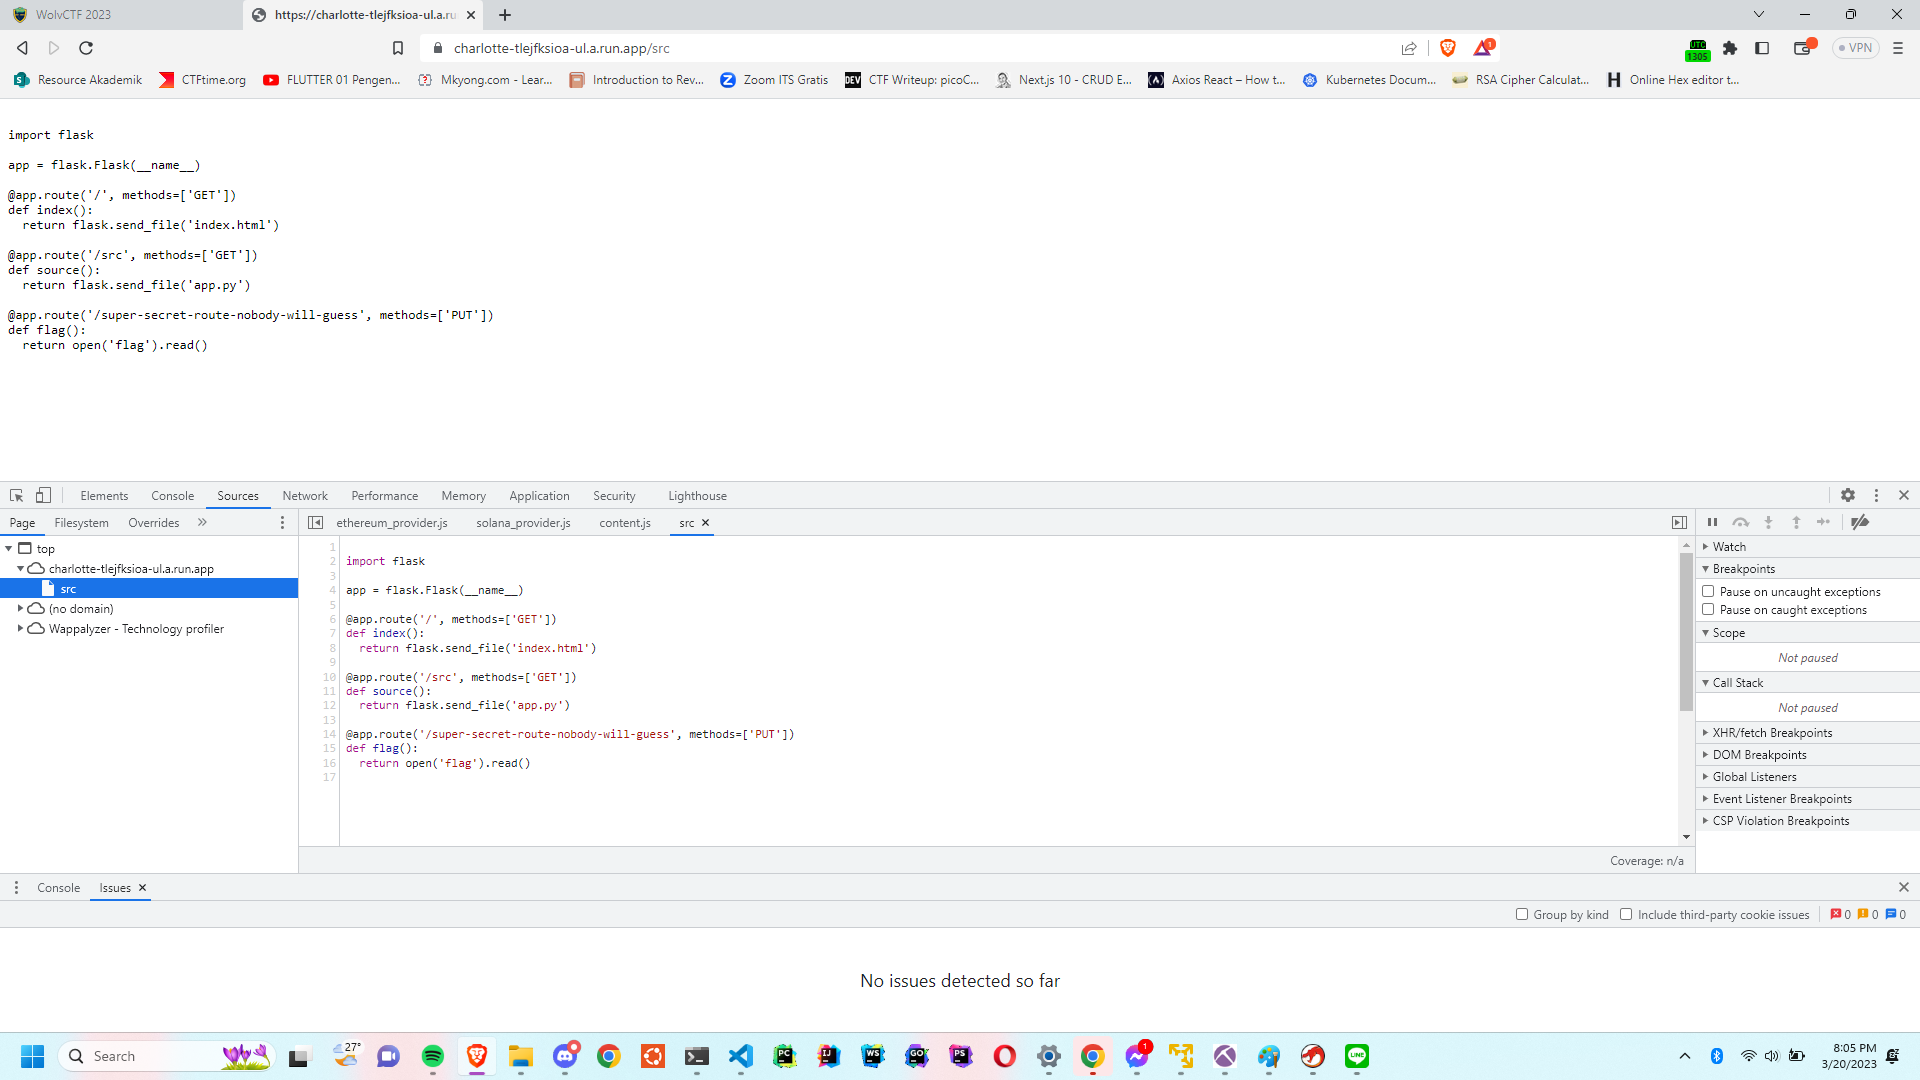 WolvCTF 2023
https://charlotte-tlejfksioa-ul.a.ru
charlotte-tlejfksioa-ul.a.run.app/src
1
UTC
1305
VPN
Resource Akademik
CTFtime.org
FLUTTER 01 Pengen...
Mkyong.com - Lear...
Introduction to Rev...
Zoom ITS Gratis
DEV
CTF Writeup: picoC...
Next.js 10 - CRUD E...
Axios React – How t...
Kubernetes Docum...
RSA Cipher Calculat...
Online Hex editor t...
import flask
app = flask.Flask(__name__)
@app.route('/', methods=['GET'])
def index():
  return flask.send_file('index.html')
@app.route('/src', methods=['GET'])
def source():
  return flask.send_file('app.py')
@app.route('/super-secret-route-nobody-will-guess', methods=['PUT'])
def flag():
  return open('flag').read()
Elements Console Sources Network Performance Memory Application Security Lighthouse
Page Filesystem Overrides »
ethereum_provider.js solana_provider.js content.js src
top
charlotte-tlejfksioa-ul.a.run.app
src
(no domain)
Wappalyzer - Technology profiler
1
2 import flask
3
4 app = flask.Flask(__name__)
5
6 @app.route('/', methods=['GET'])
7 def index():
8   return flask.send_file('index.html')
9
10 @app.route('/src', methods=['GET'])
11 def source():
12   return flask.send_file('app.py')
13
14 @app.route('/super-secret-route-nobody-will-guess', methods=['PUT'])
15 def flag():
16   return open('flag').read()
17
Coverage: n/a
Watch
Breakpoints
Pause on uncaught exceptions
Pause on caught exceptions
Scope
Not paused
Call Stack
Not paused
XHR/fetch Breakpoints
DOM Breakpoints
Global Listeners
Event Listener Breakpoints
CSP Violation Breakpoints
Console Issues
Group by kind
Include third-party cookie issues
0 0 0
No issues detected so far
Search
27°
PC
IJ
WS
GO
PS
1
LINE
8:05 PM
3/20/2023